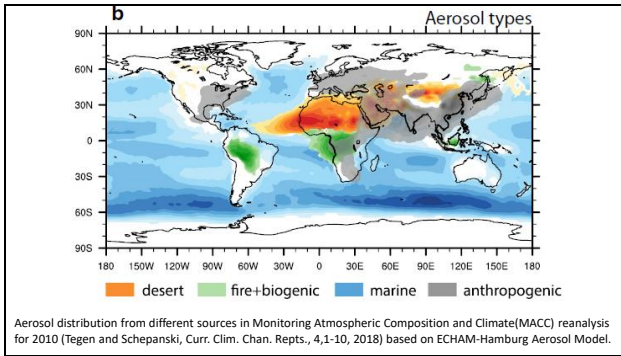 b
Aerosol types
90N
60N
30N
0
30S
60S
90S
180 150W 120W 90W 60W 30W 0 30E 60E 90E 120E 150E 180
desert fire+biogenic marine anthropogenic
Aerosol distribution from different sources in Monitoring Atmospheric Composition and Climate(MACC) reanalysis
for 2010 (Tegen and Schepanski, Curr. Clim. Chan. Repts., 4,1-10, 2018) based on ECHAM-Hamburg Aerosol Model.